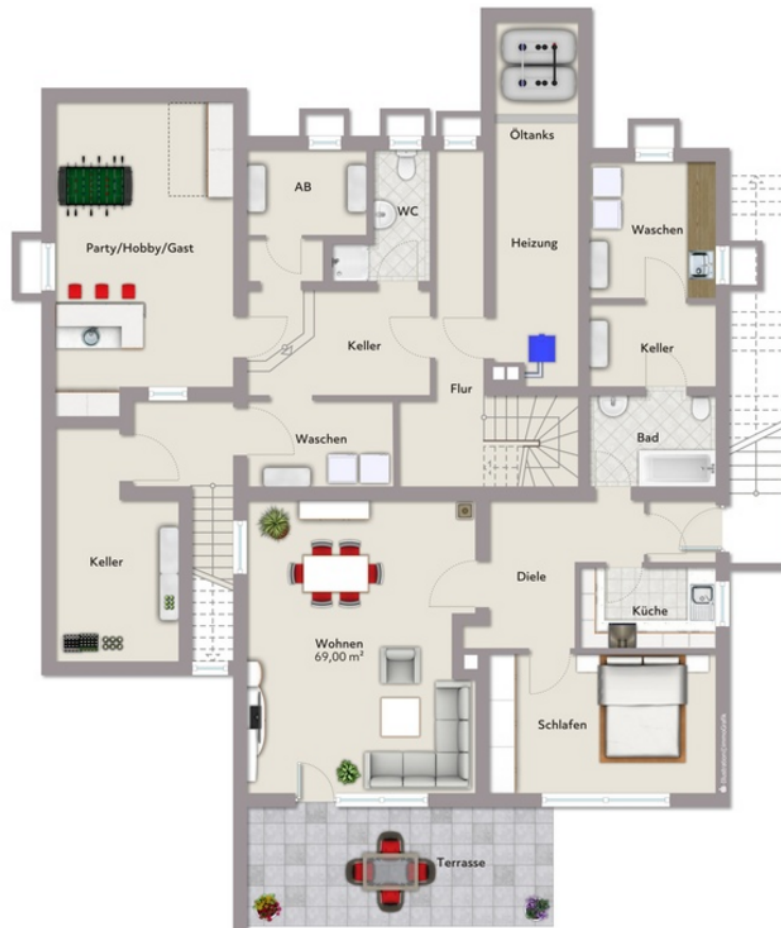 Öltanks
AB
WC
Waschen
Party/Hobby/Gast
Heizung
Keller
Keller
Flur
Waschen
Bad
Keller
Diele
Küche
Wohnen
69,00 m²
Schlafen
Terrasse